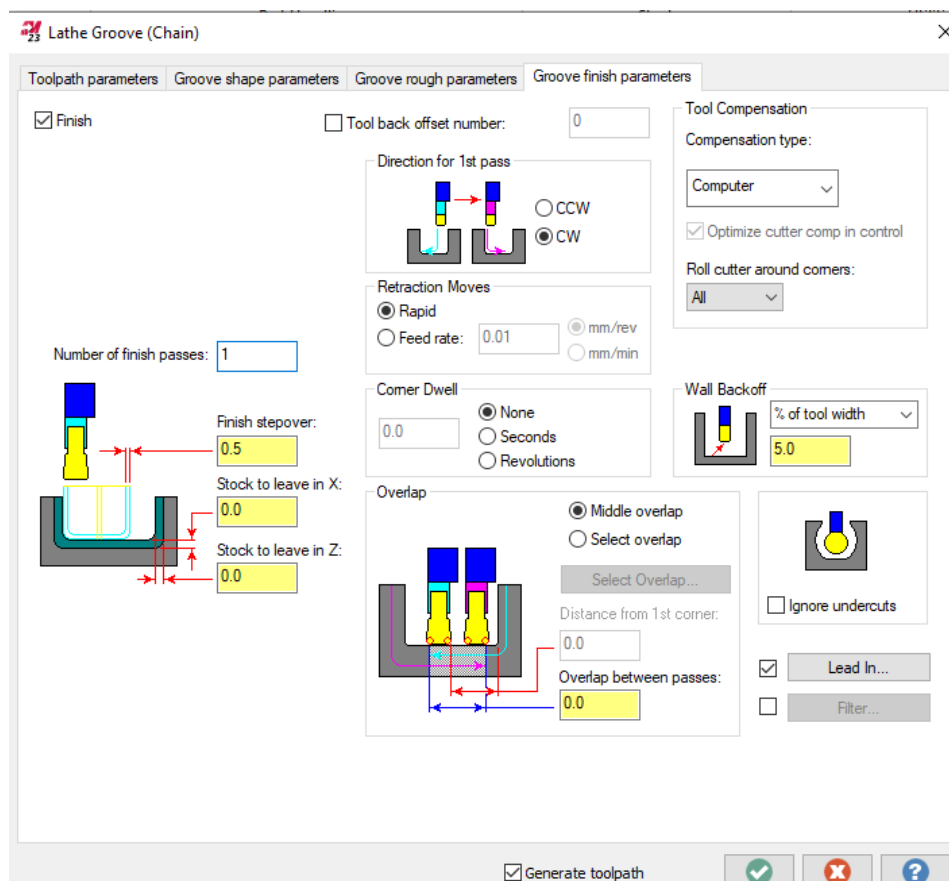 23 Lathe Groove (Chain)
Toolpath parameters Groove shape parameters Groove rough parameters Groove finish parameters
Finish
Tool back offset number: 0
Tool Compensation
Compensation type:
Computer
Optimize cutter comp in control
Roll cutter around corners:
All
Direction for 1st pass
CCW
CW
Retraction Moves
Rapid
Feed rate: 0.01 mm/rev
mm/min
Number of finish passes: 1
Finish stepover:
0.5
Stock to leave in X:
0.0
Stock to leave in Z:
0.0
Corner Dwell
0.0
None
Seconds
Revolutions
Wall Backoff
% of tool width
5.0
Overlap
Middle overlap
Select overlap
Select Overlap...
Distance from 1st corner:
0.0
Overlap between passes:
0.0
Ignore undercuts
Lead In...
Filter...
Generate toolpath
?